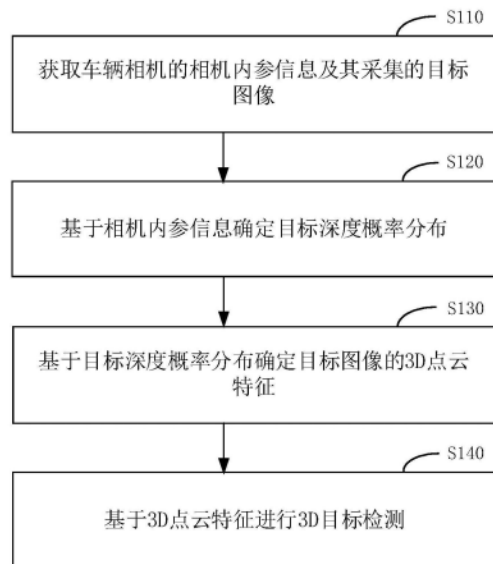 S110
获取车辆相机的相机内参信息及其采集的目标
图像
S120
基于相机内参信息确定目标深度概率分布
S130
基于目标深度概率分布确定目标图像的3D点云
特征
S140
基于3D点云特征进行3D目标检测